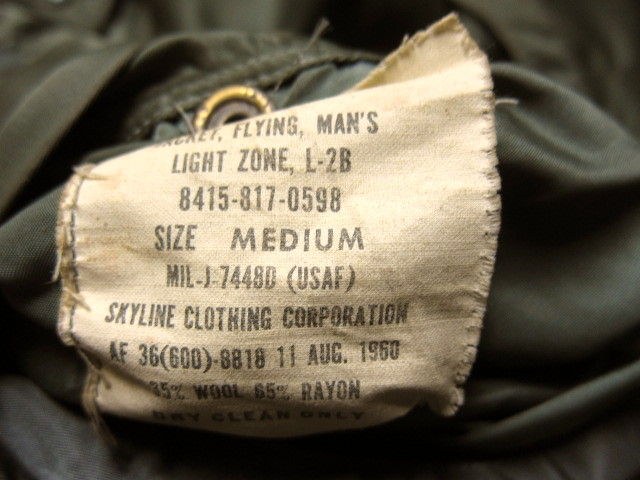 JACKET, FLYING, MAN'S
LIGHT ZONE, L-2B
8415-817-0598
SIZE MEDIUM
MIL-J-7448D (USAF)
SKYLINE CLOTHING CORPORATION
AF 36(600)-8818 11 AUG. 1960
35% WOOL 65% RAYON
DRY CLEAN ONLY